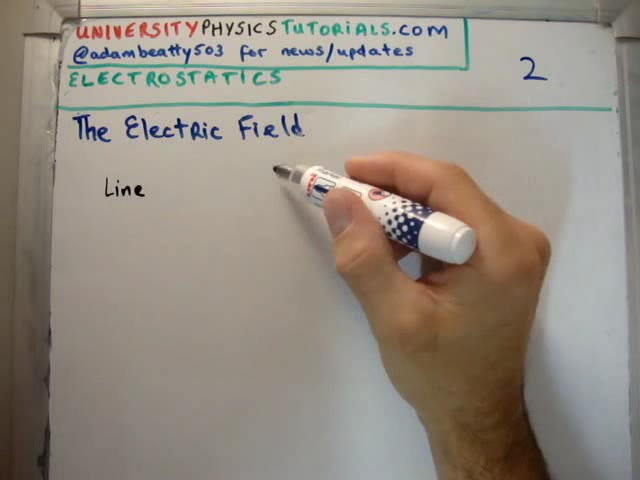 UNIVERSITYPHYSICSTUTORIALS.COM
@adambeatty503 for news/updates
ELECTROSTATICS
2
The Electric Field
Line